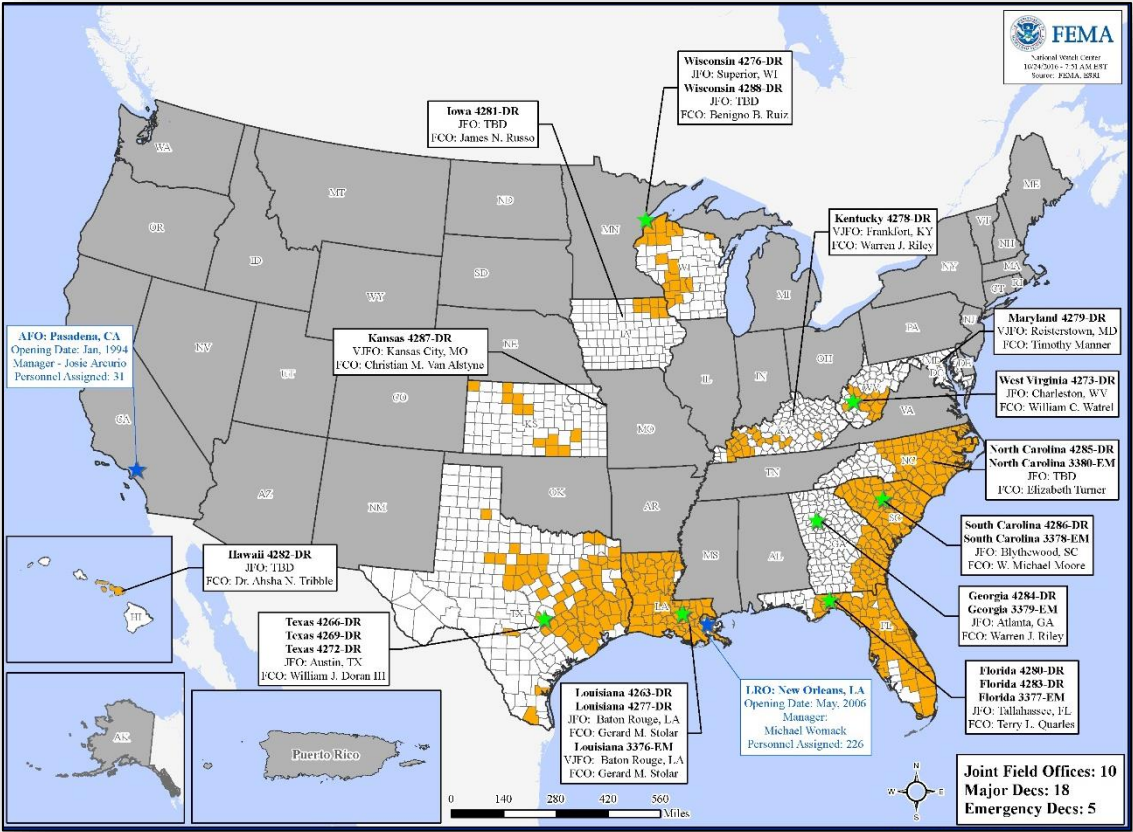 FEMA
National Watch Center
10/24/2016 - 7:51 AM EST
Source: FEMA, ESRI
Wisconsin 4276-DR
JFO: Superior, WI
Wisconsin 4288-DR
JFO: TBD
FCO: Benigno B. Ruiz
Iowa 4281-DR
JFO: TBD
FCO: James N. Russo
Kentucky 4278-DR
VJFO: Frankfort, KY
FCO: Warren J. Riley
Maryland 4279-DR
VJFO: Reisterstown, MD
FCO: Timothy Manner
AFO: Pasadena, CA
Opening Date: Jan, 1994
Manager - Josie Arcurio
Personnel Assigned: 31
Kansas 4287-DR
VJFO: Kansas City, MO
FCO: Christian M. Van Alstyne
West Virginia 4273-DR
JFO: Charleston, WV
FCO: William C. Watrel
North Carolina 4285-DR
North Carolina 3380-EM
JFO: TBD
FCO: Elizabeth Turner
South Carolina 4286-DR
South Carolina 3378-EM
JFO: Blythewood, SC
FCO: W. Michael Moore
Hawaii 4282-DR
JFO: TBD
FCO: Dr. Ahsha N. Tribble
Georgia 4284-DR
Georgia 3379-EM
JFO: Atlanta, GA
FCO: Warren J. Riley
Texas 4266-DR
Texas 4269-DR
Texas 4272-DR
JFO: Austin, TX
FCO: William J. Doran III
Florida 4280-DR
Florida 4283-DR
Florida 3377-EM
JFO: Tallahassee, FL
FCO: Terry L. Quarles
Louisiana 4263-DR
Louisiana 4277-DR
JFO: Baton Rouge, LA
FCO: Gerard M. Stolar
Louisiana 3376-EM
VJFO: Baton Rouge, LA
FCO: Gerard M. Stolar
LRO: New Orleans, LA
Opening Date: May, 2006
Manager:
Michael Womack
Personnel Assigned: 226
WA
MT
ND
MN
ME
OR
ID
SD
WI
VT
NH
NY
MA
CT
RI
WY
MI
IA
PA
NJ
NV
NE
OH
MD
DE
DC
UT
IL
IN
WV
CA
CO
KS
MO
KY
VA
TN
NC
AZ
NM
OK
AR
SC
MS
AL
GA
TX
LA
FL
HI
AK
Puerto Rico
N
W
E
S
0
140
280
420
560
Miles
Joint Field Offices: 10
Major Decs: 18
Emergency Decs: 5